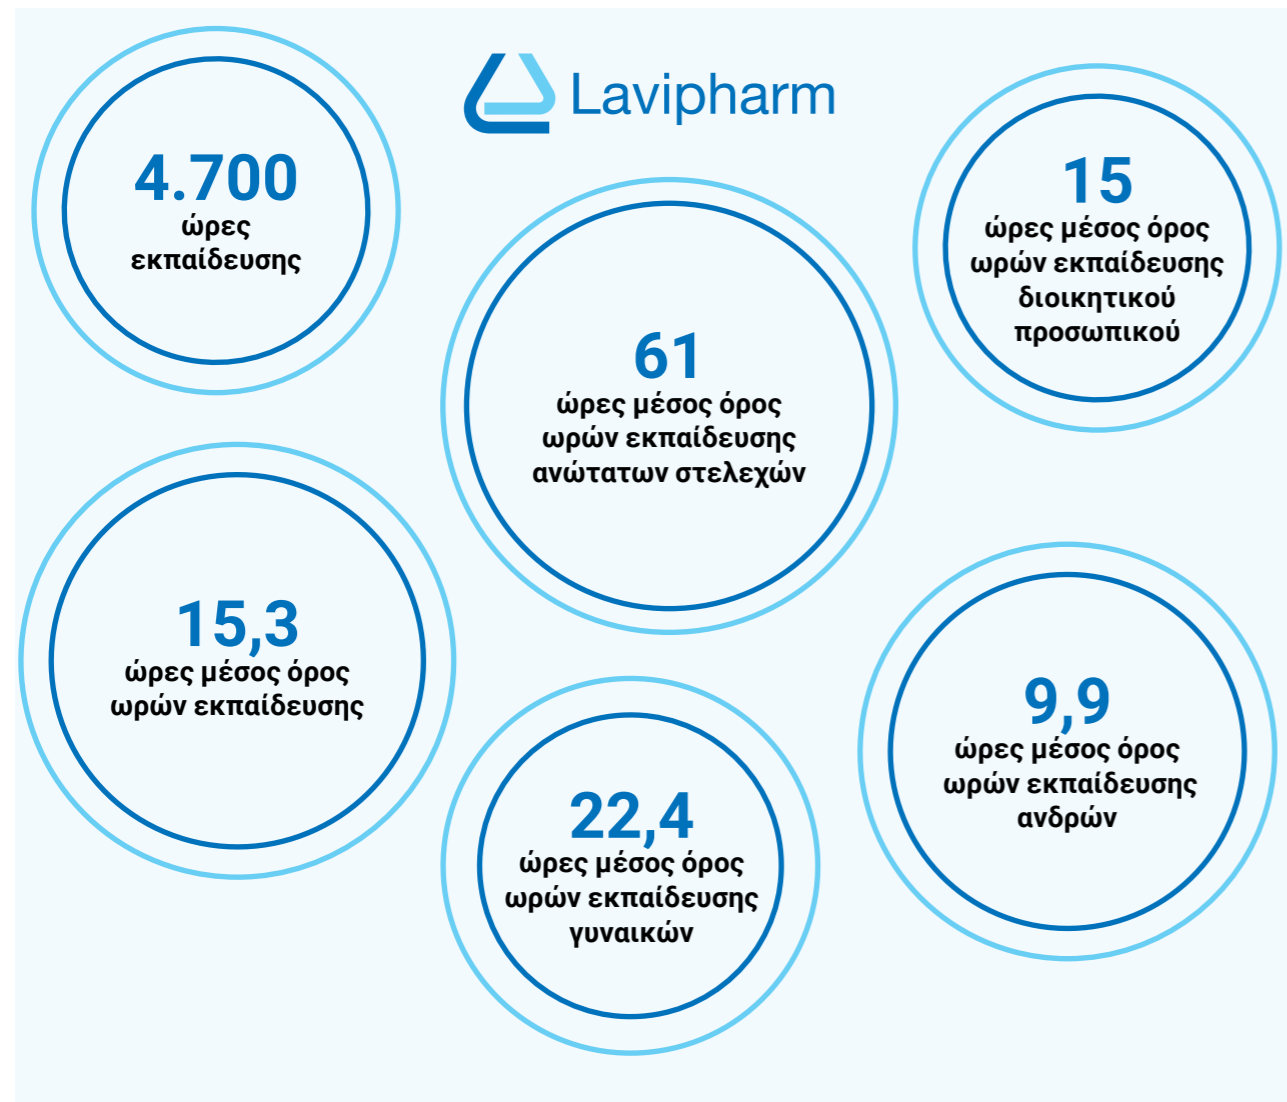 Lavipharm
4.700
ώρες
εκπαίδευσης
61
ώρες μέσος όρος
ωρών εκπαίδευσης
ανώτατων στελεχών
15
ώρες μέσος όρος
ωρών εκπαίδευσης
διοικητικού
προσωπικού
15,3
ώρες μέσος όρος
ωρών εκπαίδευσης
22,4
ώρες μέσος όρος
ωρών εκπαίδευσης
γυναικών
9,9
ώρες μέσος όρος
ωρών εκπαίδευσης
ανδρών